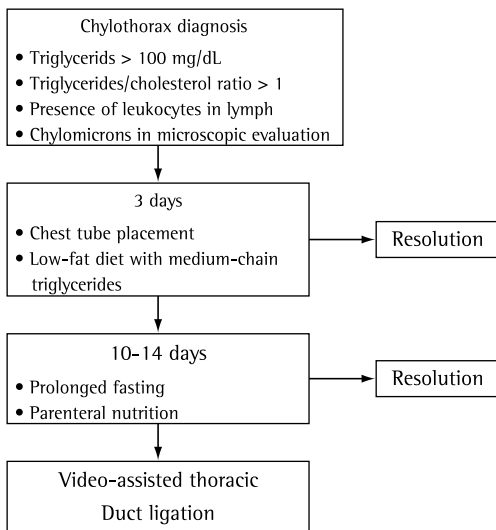 Chylothorax diagnosis
• Triglycerids > 100 mg/dL
• Triglycerides/cholesterol ratio > 1
• Presence of leukocytes in lymph
• Chylomicrons in microscopic evaluation
3 days
• Chest tube placement
• Low-fat diet with medium-chain
triglycerides
Resolution
10-14 days
• Prolonged fasting
• Parenteral nutrition
Resolution
Video-assisted thoracic
Duct ligation